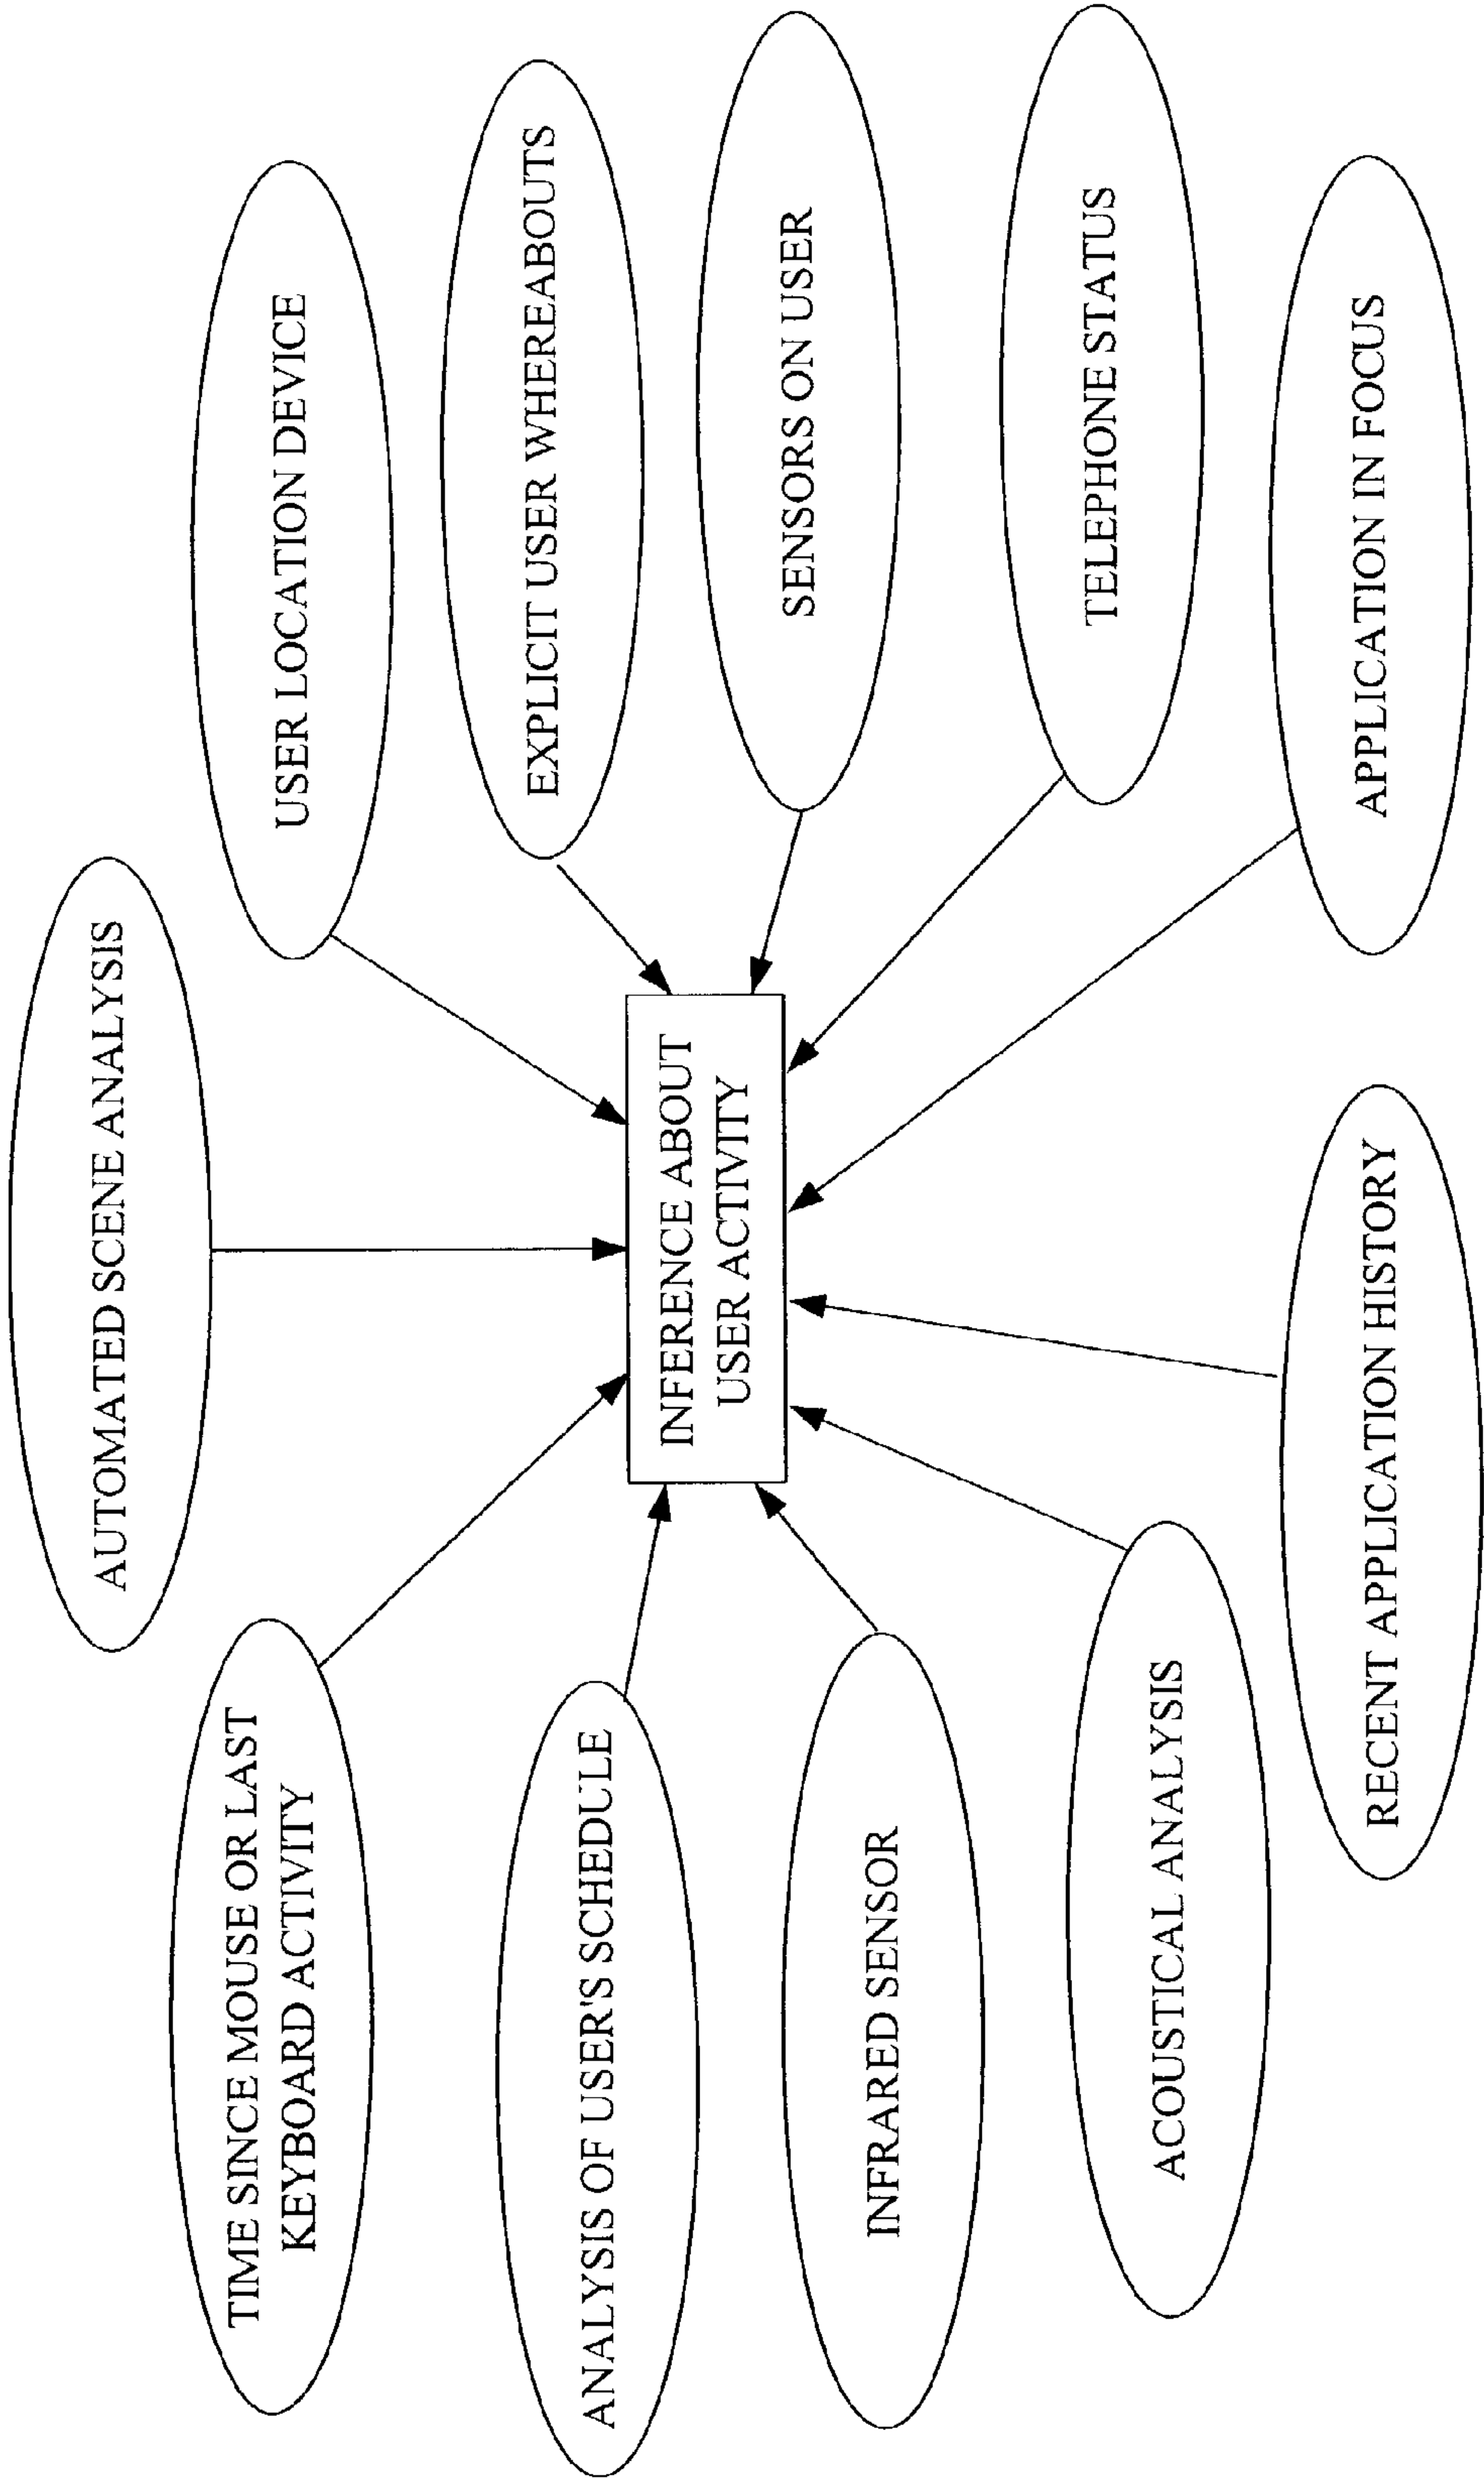 AUTOMATED SCENE ANALYSIS
TIME SINCE MOUSE OR LAST
KEYBOARD ACTIVITY
USER LOCATION DEVICE
ANALYSIS OF USER'S SCHEDULE
EXPLICIT USER WHEREABOUTS
INFERENCE ABOUT
USER ACTIVITY
INFRARED SENSOR
SENSORS ON USER
ACOUSTICAL ANALYSIS
TELEPHONE STATUS
RECENT APPLICATION HISTORY
APPLICATION IN FOCUS